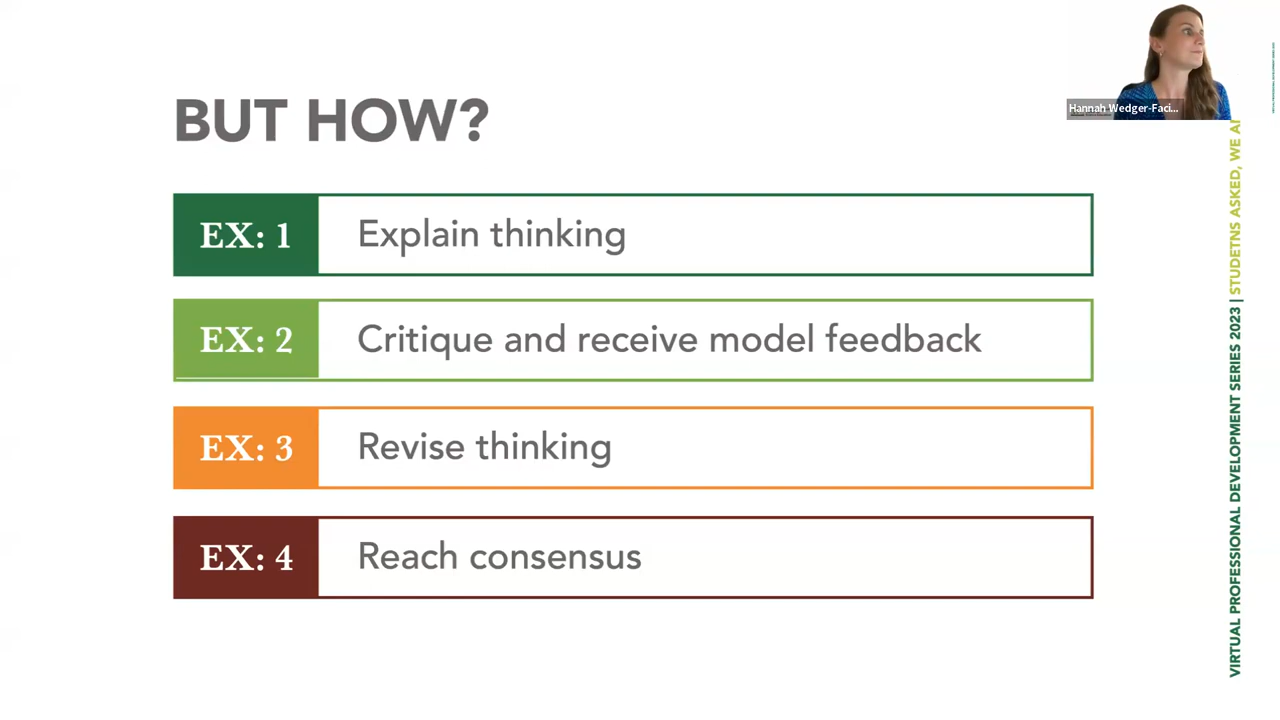 BUT HOW?
EX: 1 Explain thinking
EX: 2 Critique and receive model feedback
EX: 3 Revise thinking
EX: 4 Reach consensus
Hannah Wedger-Faci...
VIRTUAL PROFESSIONAL DEVELOPMENT SERIES 2023 | STUDETNS ASKED, WE